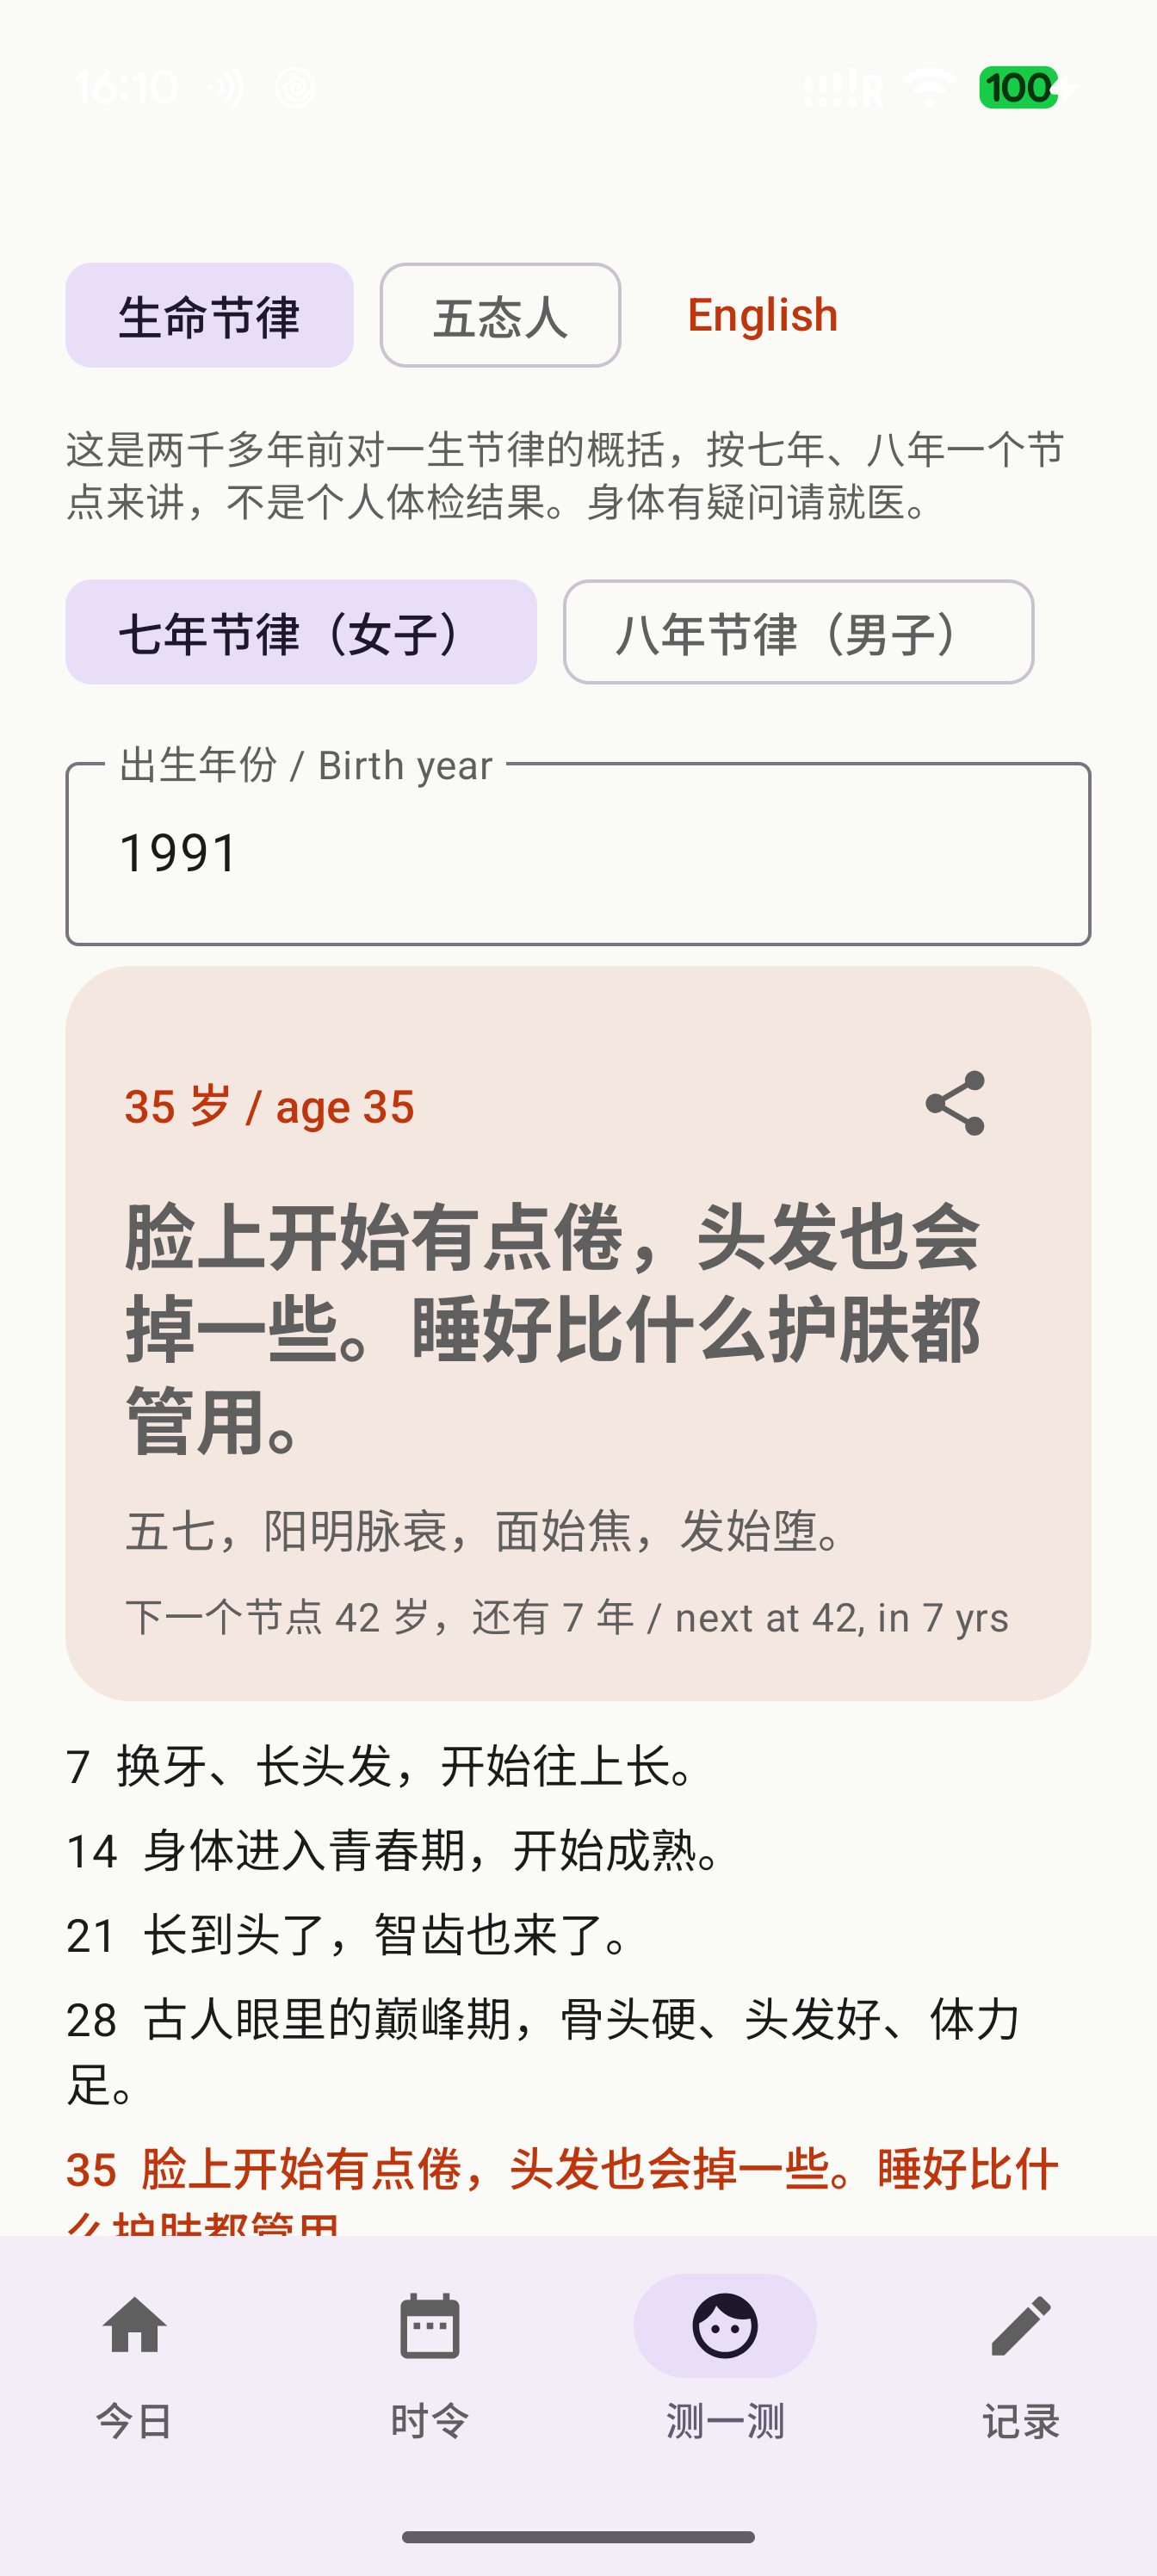 16:10 R 100
生命节律 五态人 English
这是两千多年前对一生节律的概括，按七年、八年一个节
点来讲，不是个人体检结果。身体有疑问请就医。
七年节律（女子） 八年节律（男子）
出生年份 / Birth year
1991
35 岁 / age 35
脸上开始有点倦，头发也会
掉一些。睡好比什么护肤都
管用。
五七，阳明脉衰，面始焦，发始堕。
下一个节点 42 岁，还有 7 年 / next at 42, in 7 yrs
7 换牙、长头发，开始往上长。
14 身体进入青春期，开始成熟。
21 长到头了，智齿也来了。
28 古人眼里的巅峰期，骨头硬、头发好、体力
足。
35 脸上开始有点倦，头发也会掉一些。睡好比什
么护肤都管用
今日 时令 测一测 记录